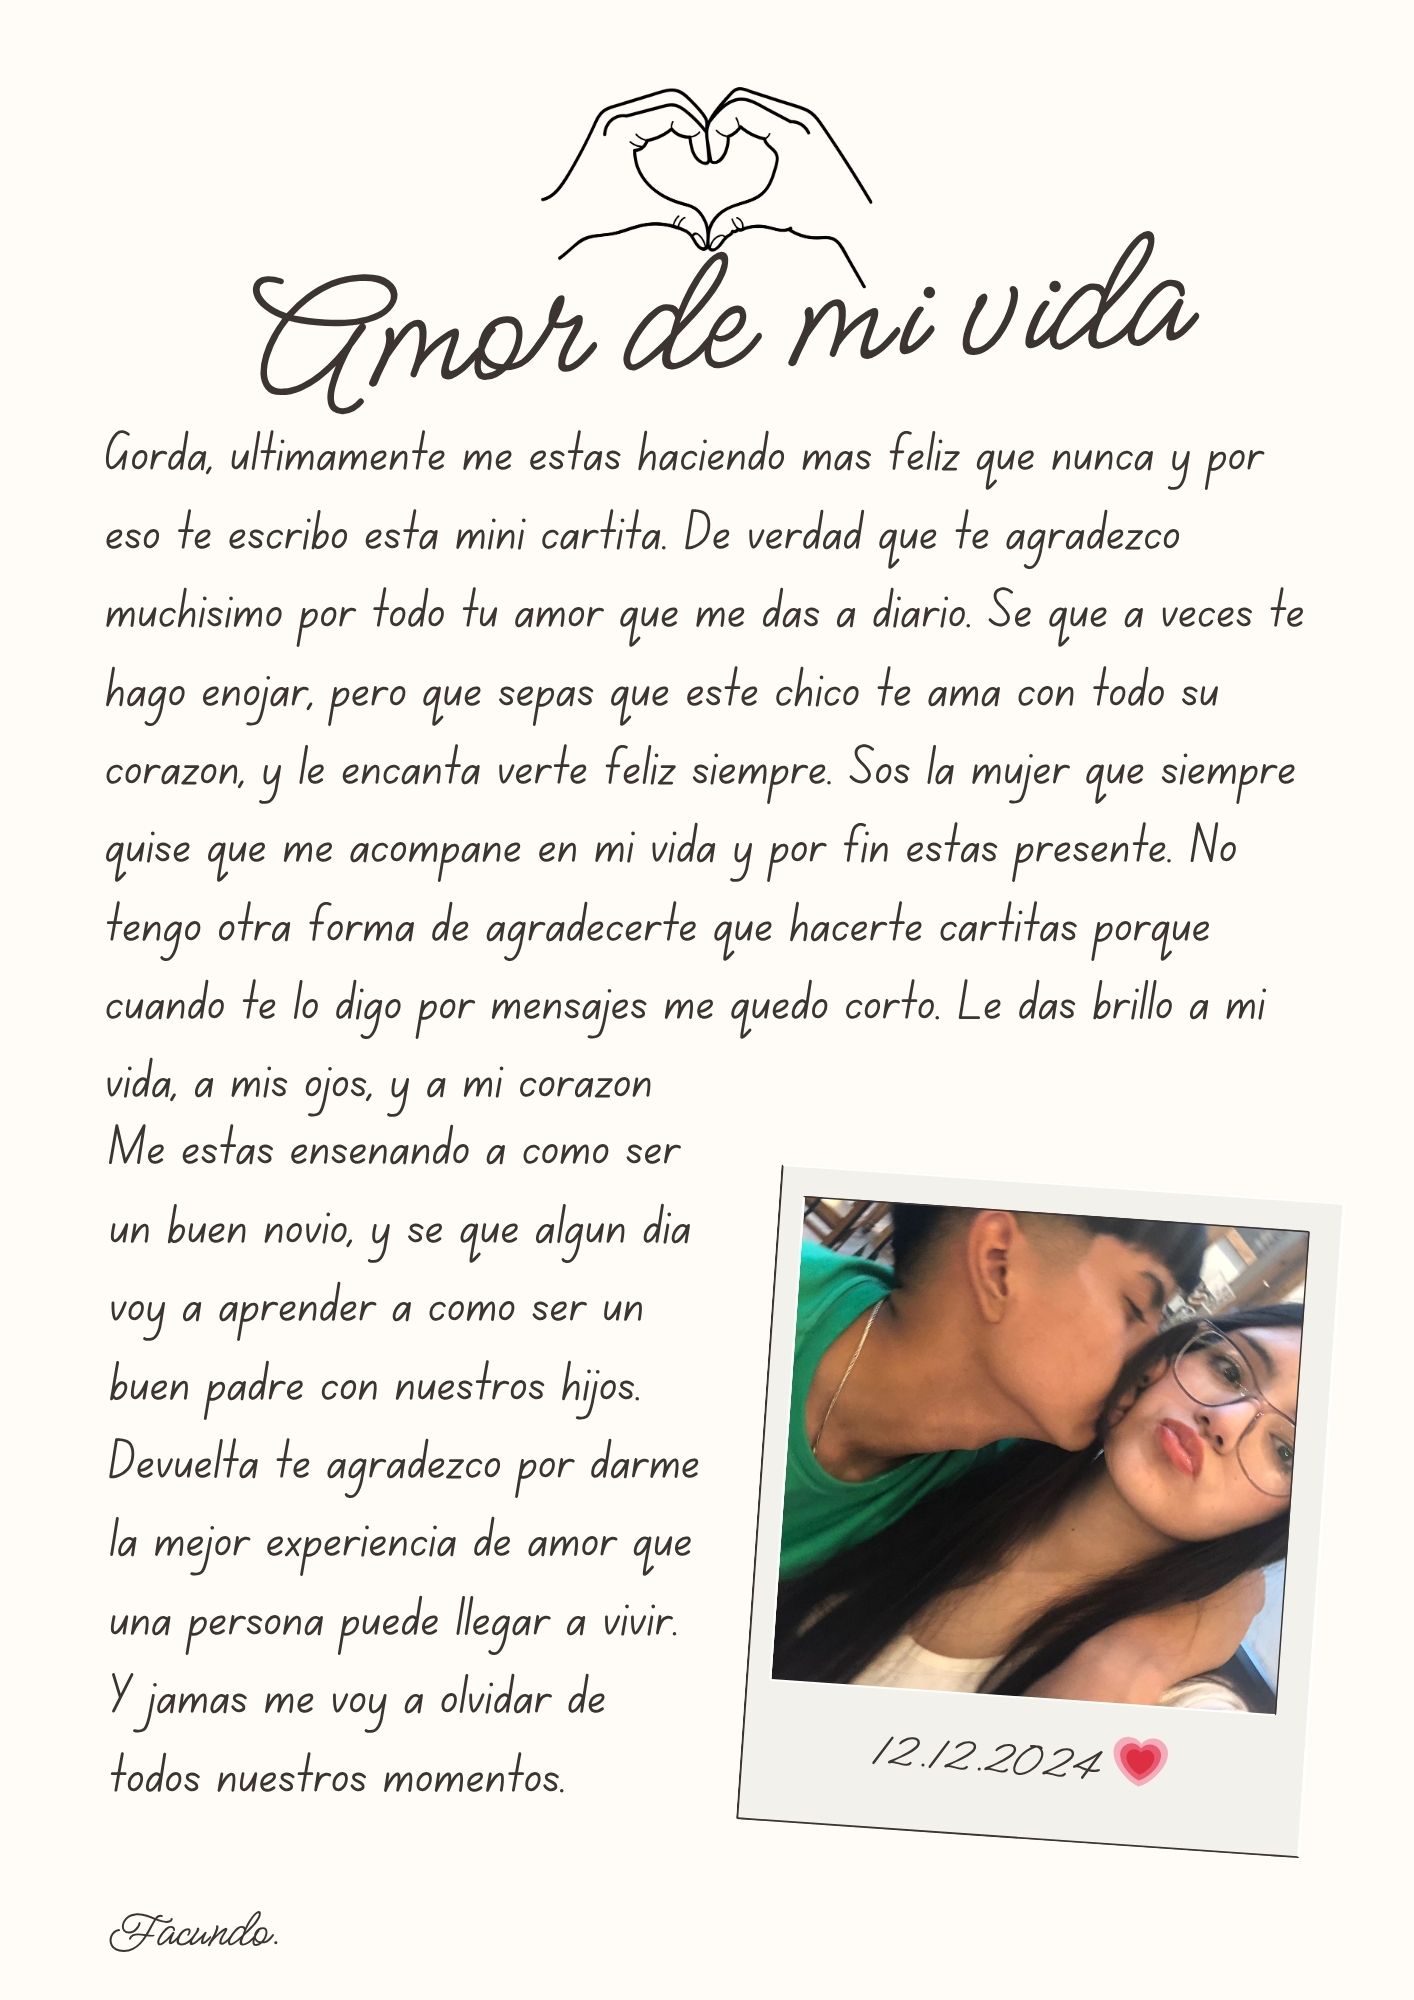 Amor de mi vida
Gorda, ultimamente me estas haciendo mas feliz que nunca y por
eso te escribo esta mini cartita. De verdad que te agradezco
muchisimo por todo tu amor que me das a diario. Se que a veces te
hago enojar, pero que sepas que este chico te ama con todo su
corazon, y le encanta verte feliz siempre. Sos la mujer que siempre
quise que me acompane en mi vida y por fin estas presente. No
tengo otra forma de agradecerte que hacerte cartitas porque
cuando te lo digo por mensajes me quedo corto. Le das brillo a mi
vida, a mis ojos, y a mi corazon
Me estas ensenando a como ser
un buen novio, y se que algun dia
voy a aprender a como ser un
buen padre con nuestros hijos.
Devuelta te agradezco por darme
la mejor experiencia de amor que
una persona puede llegar a vivir.
Y jamas me voy a olvidar de
todos nuestros momentos.
12.12.2024
Facundo.